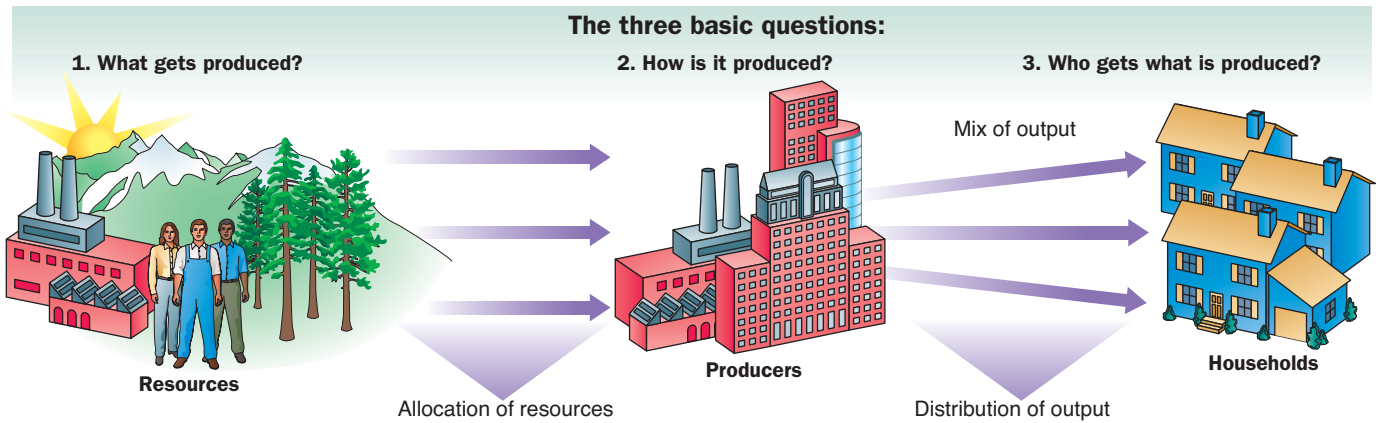 The three basic questions:
1. What gets produced?
2. How is it produced?
3. Who gets what is produced?
Mix of output
Resources
Producers
Households
Allocation of resources
Distribution of output